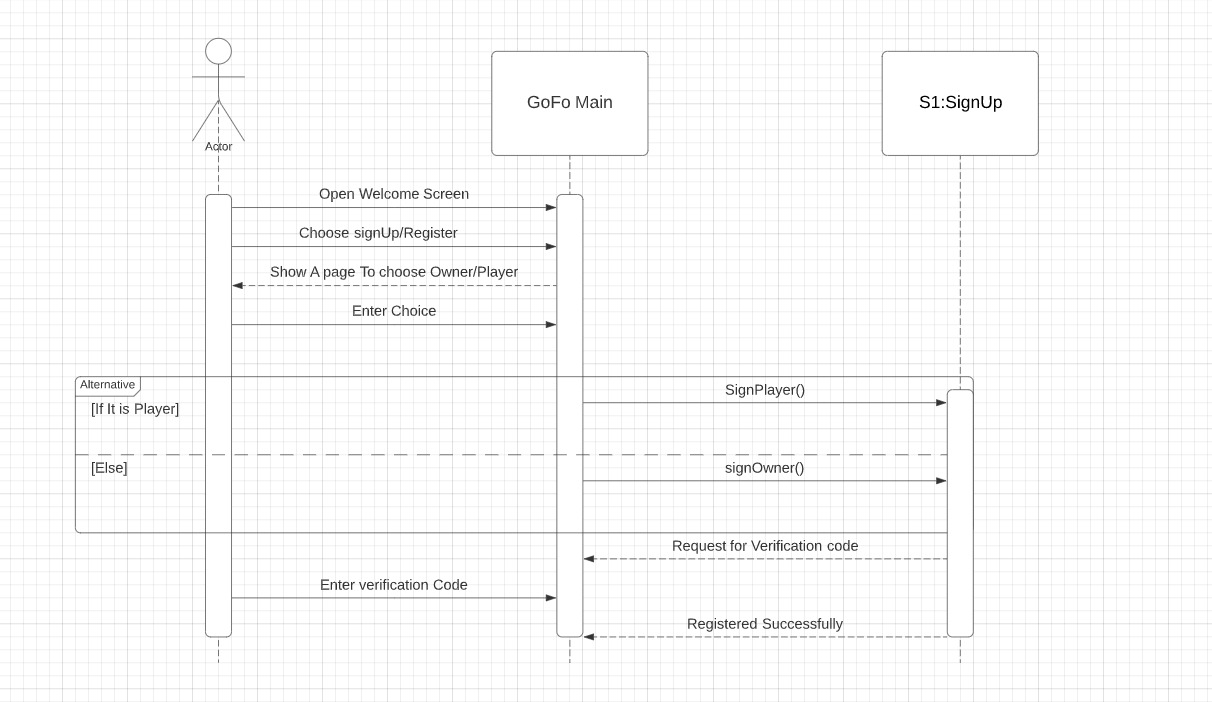 GoFo Main
S1:SignUp
Actor
Open Welcome Screen
Choose signUp/Register
Show A page To choose Owner/Player
Enter Choice
Alternative
SignPlayer()
[If It is Player]
[Else]
signOwner()
Request for Verification code
Enter verification Code
Registered Successfully